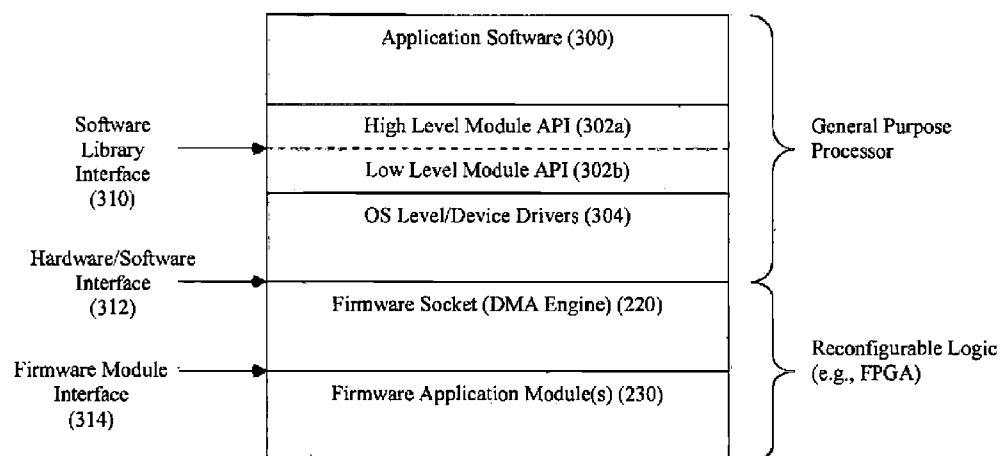 Application Software (300)
High Level Module API (302a)
Low Level Module API (302b)
OS Level/Device Drivers (304)
Firmware Socket (DMA Engine) (220)
Firmware Application Module(s) (230)
Software
Library
Interface
(310)
Hardware/Software
Interface
(312)
Firmware Module
Interface
(314)
General Purpose
Processor
Reconfigurable Logic
(e.g., FPGA)